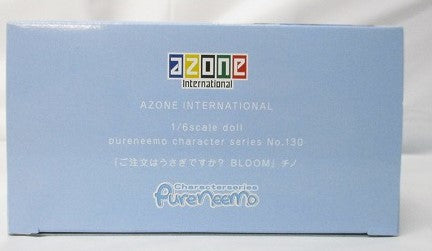 azone
International
AZONE INTERNATIONAL
1/6scale doll
pureneemo character series No.130
「ご注文はうさぎですか? BLOOM」 チノ
Characterseries
PureNeemo